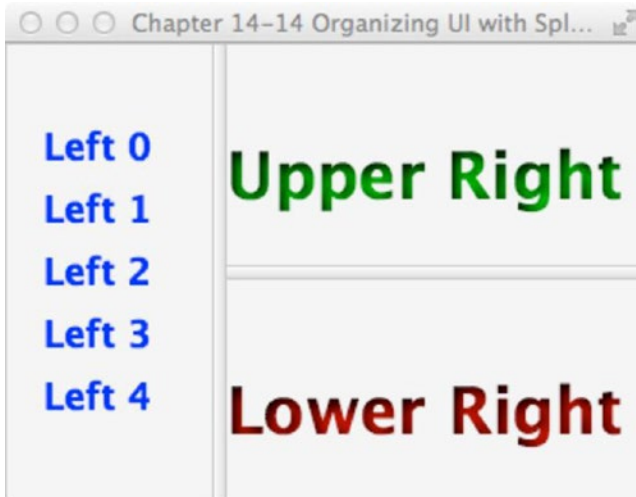 Chapter 14-14 Organizing UI with Spl...
Left 0
Left 1
Left 2
Left 3
Left 4
Upper Right
Lower Right